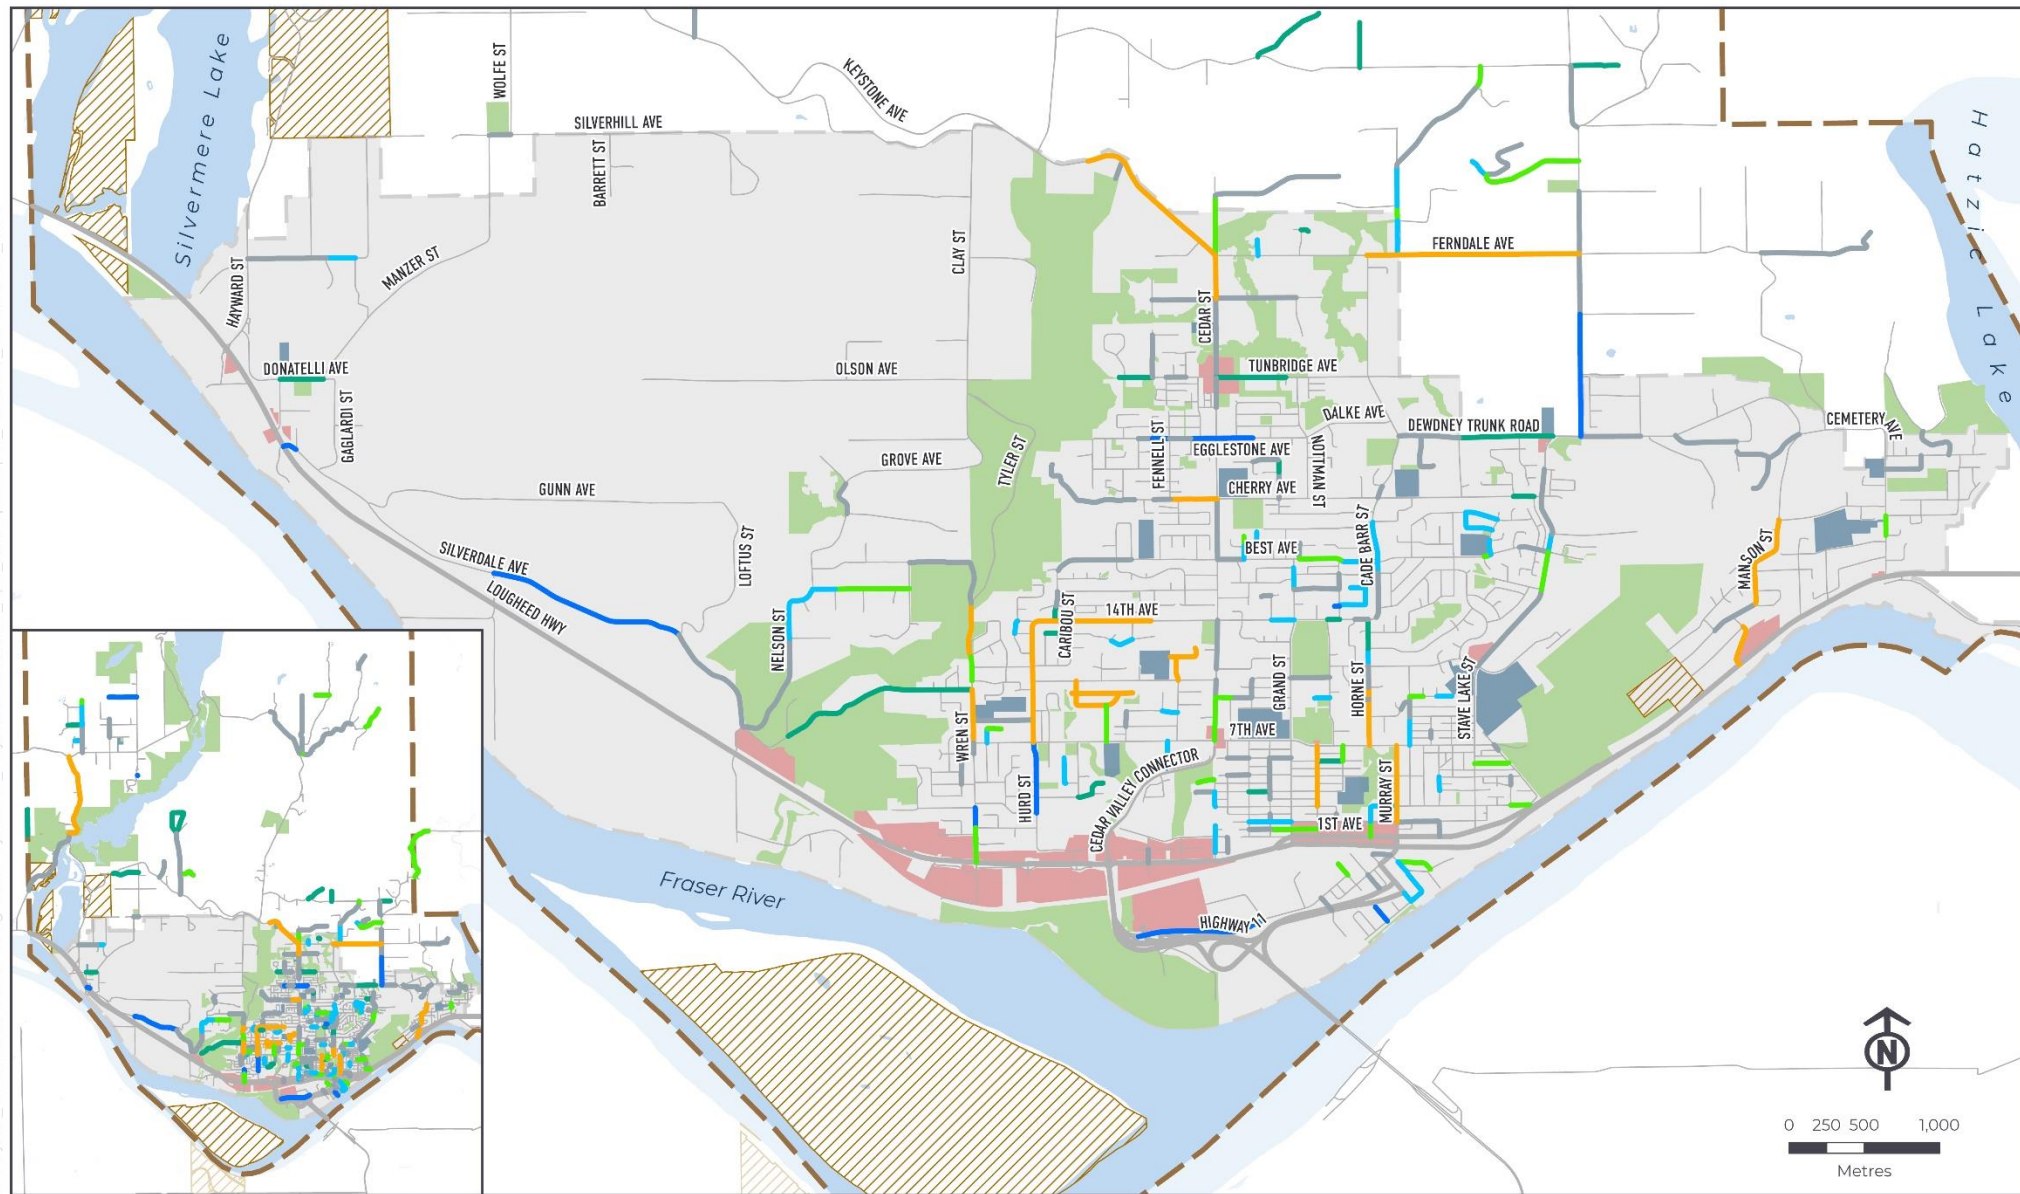 Silvermere Lake
WOLFE ST
KEYSTONE AVE
SILVERHILL AVE
BARRETT ST
Hatzic Lake
CLAY ST
FERNDALE AVE
MANZER ST
HAYWARD ST
CEDAR ST
DONATELLI AVE
OLSON AVE
TUNBRIDGE AVE
GAGLARDI ST
DALKE AVE
CEMETERY AVE
DEWDNEY TRUNK ROAD
FENNELL ST
EGGLESTONE AVE
NOTTMAN ST
TYLER ST
GROVE AVE
CHERRY AVE
GUNN AVE
SILVERDALE AVE
LOFTUS ST
BEST AVE
CADE BARR ST
MANSON ST
LOUGHEED HWY
14TH AVE
CARIBOU ST
NELSON ST
GRAND ST
HORNE ST
STAVE LAKE ST
WREN ST
7TH AVE
HURD ST
CEDAR VALLEY CONNECTOR
MURRAY ST
1ST AVE
Fraser River
HIGHWAY 11
N
0 250 500 1,000
Metres